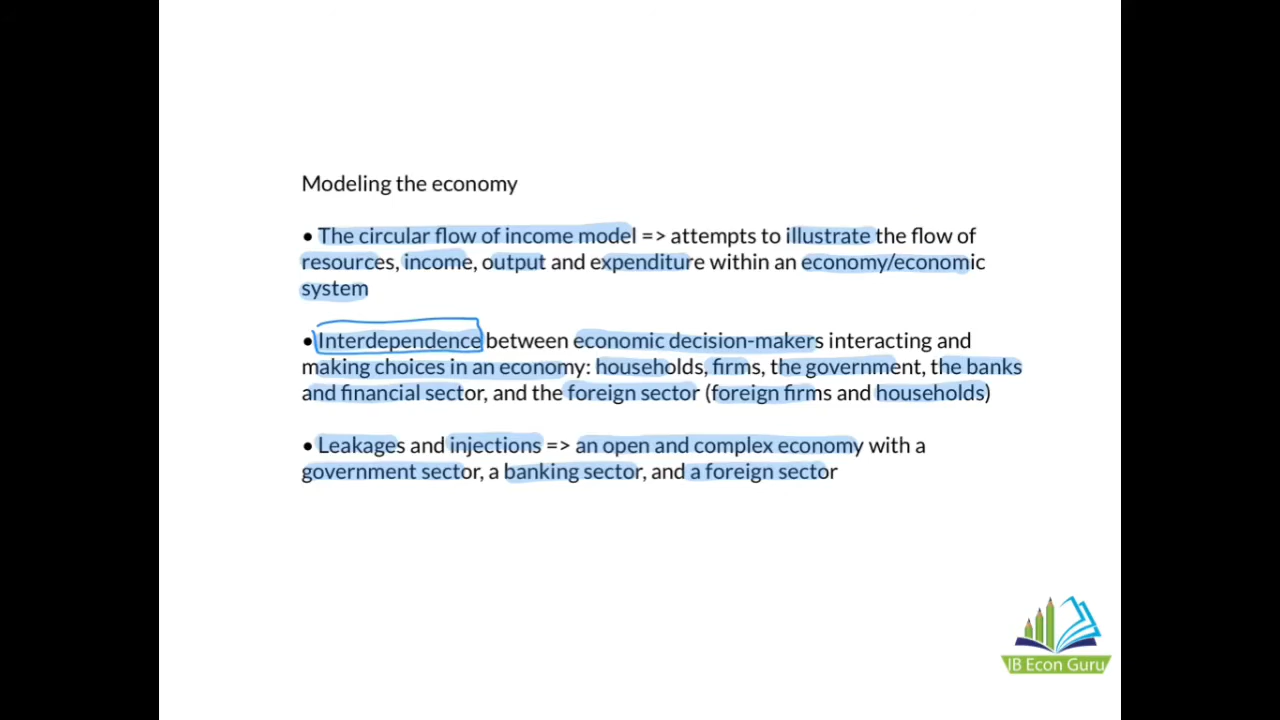 Modeling the economy
• The circular flow of income model => attempts to illustrate the flow of
resources, income, output and expenditure within an economy/economic
system
• Interdependence between economic decision-makers interacting and
making choices in an economy: households, firms, the government, the banks
and financial sector, and the foreign sector (foreign firms and households)
• Leakages and injections => an open and complex economy with a
government sector, a banking sector, and a foreign sector
IB Econ Guru